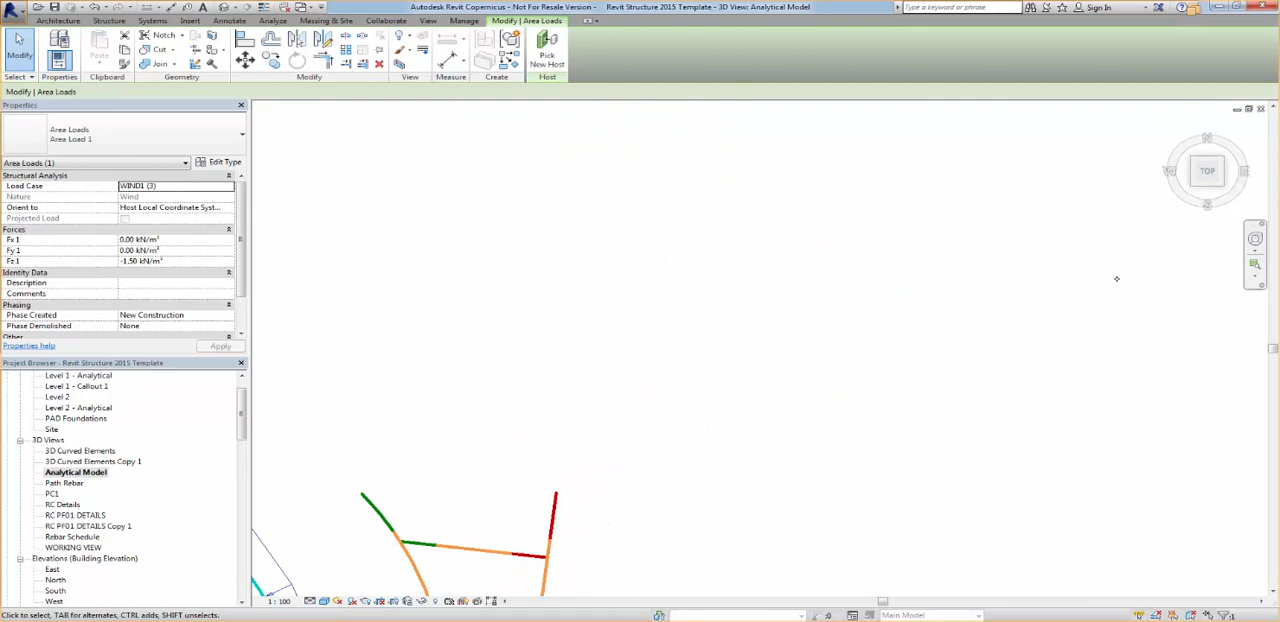 Autodesk Revit Copernicus - Not For Resale Version - Revit Structure 2015 Template - 3D View: Analytical Model
Type a keyword or phrase
Sign In
Architecture Structure Systems Insert Annotate Analyze Massing & Site Collaborate View Manage Modify | Area Loads
Modify
Paste
Notch
Cut
Join
Pick
New Host
Select Properties Clipboard Geometry Modify View Measure Create Host
Modify | Area Loads
Properties
Area Loads
Area Load 1
Area Loads (1) Edit Type
Structural Analysis
Load Case WIND1 (3)
Nature Wind
Orient to Host Local Coordinate Syst...
Projected Load
Forces
Fx 1 0.00 kN/m²
Fy 1 0.00 kN/m²
Fz 1 -1.50 kN/m²
Identity Data
Description
Comments
Phasing
Phase Created New Construction
Phase Demolished None
Other
Properties help Apply
Project Browser - Revit Structure 2015 Template
Level 1 - Analytical
Level 1 - Callout 1
Level 2
Level 2 - Analytical
PAD Foundations
Site
3D Views
3D Curved Elements
3D Curved Elements Copy 1
Analytical Model
Path Rebar
PC1
RC Details
RC PF01 DETAILS
RC PF01 DETAILS Copy 1
Rebar Schedule
WORKING VIEW
Elevations (Building Elevation)
East
North
South
West
N
W TOP E
S
1 : 100
Click to select, TAB for alternates, CTRL adds, SHIFT unselects.
:0
Main Model
:1